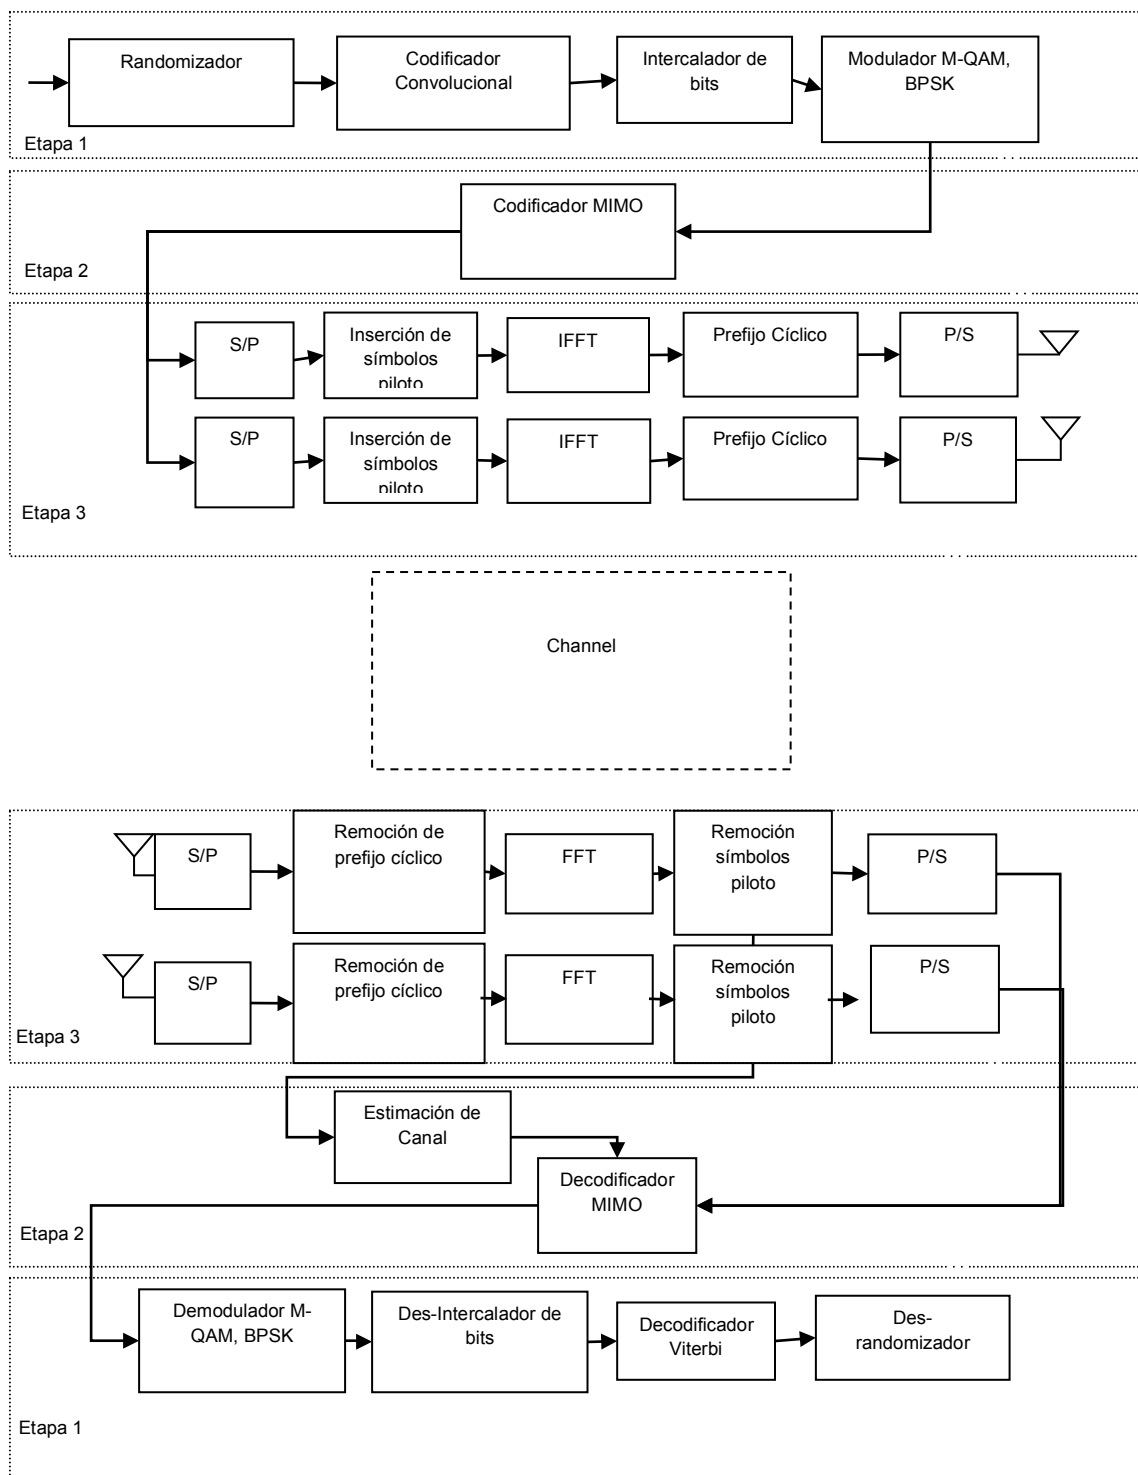 Randomizador
Codificador
Convolucional
Intercalador de
bits
Modulador M-QAM,
BPSK
Etapa 1
Codificador MIMO
Etapa 2
S/P
Inserción de
símbolos
piloto
IFFT
Prefijo Cíclico
P/S
S/P
Inserción de
símbolos
piloto
IFFT
Prefijo Cíclico
P/S
Etapa 3
Channel
S/P
Remoción de
prefijo cíclico
FFT
Remoción
símbolos
piloto
P/S
S/P
Remoción de
prefijo cíclico
FFT
Remoción
símbolos
piloto
P/S
Etapa 3
Estimación de
Canal
Decodificador
MIMO
Etapa 2
Demodulador M-
QAM, BPSK
Des-Intercalador de
bits
Decodificador
Viterbi
Des-
randomizador
Etapa 1